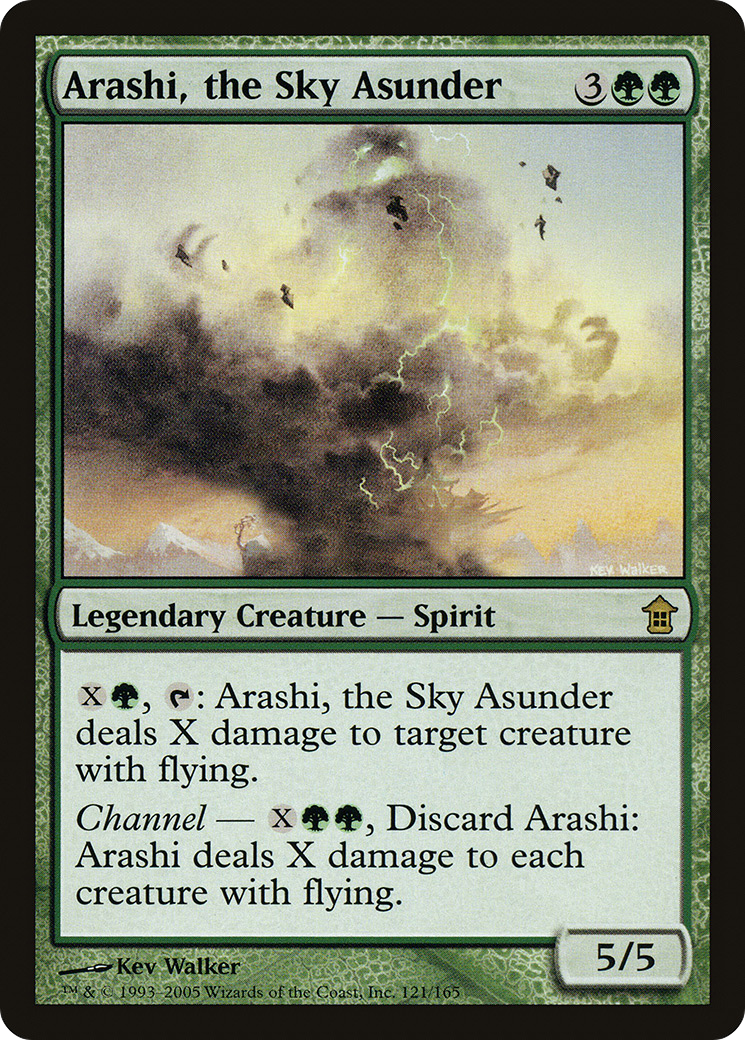 Arashi, the Sky Asunder 3
KEV WALKER
Legendary Creature — Spirit
X , : Arashi, the Sky Asunder
deals X damage to target creature
with flying.
Channel — X , Discard Arashi:
Arashi deals X damage to each
creature with flying.
5/5
Kev Walker
™ & © 1993–2005 Wizards of the Coast, Inc. 121/165